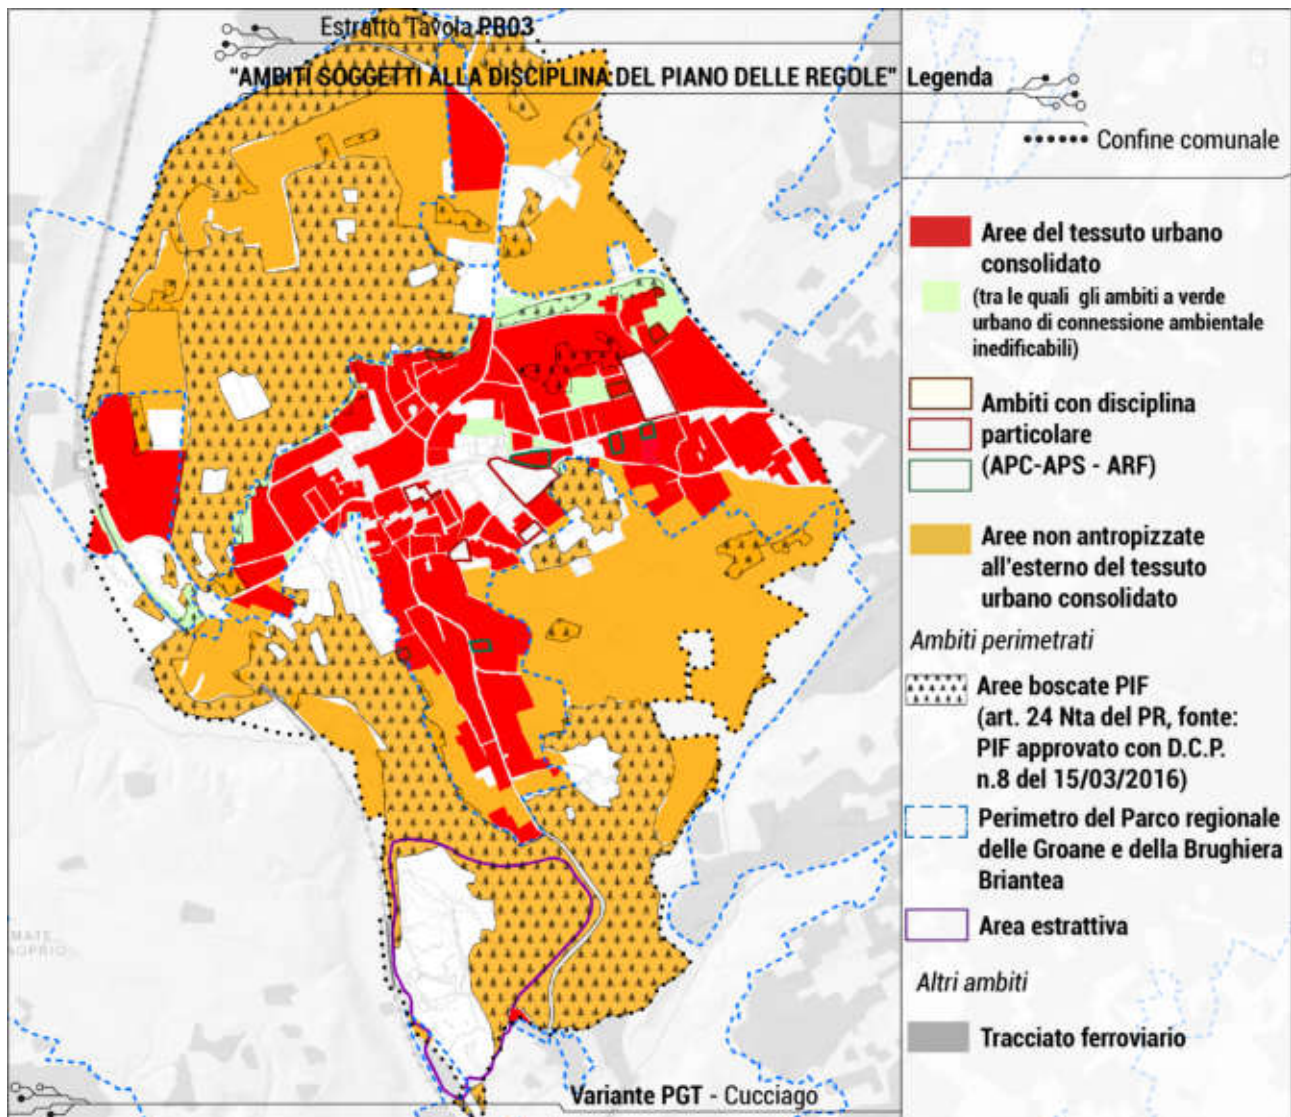 Estratto Tavola PR03
"AMBITI SOGGETTI ALLA DISCIPLINA DEL PIANO DELLE REGOLE" Legenda
Confine comunale
Aree del tessuto urbano
consolidato
(tra le quali gli ambiti a verde
urbano di connessione ambientale
inedificabili)
Ambiti con disciplina
particolare
(APC-APS - ARF)
Aree non antropizzate
all'esterno del tessuto
urbano consolidato
Ambiti perimetrati
Aree boscate PIF
(art. 24 Nta del PR, fonte:
PIF approvato con D.C.P.
n.8 del 15/03/2016)
Perimetro del Parco regionale
delle Groane e della Brughiera
Briantea
Area estrattiva
Altri ambiti
Tracciato ferroviario
Variante PGT - Cucciago